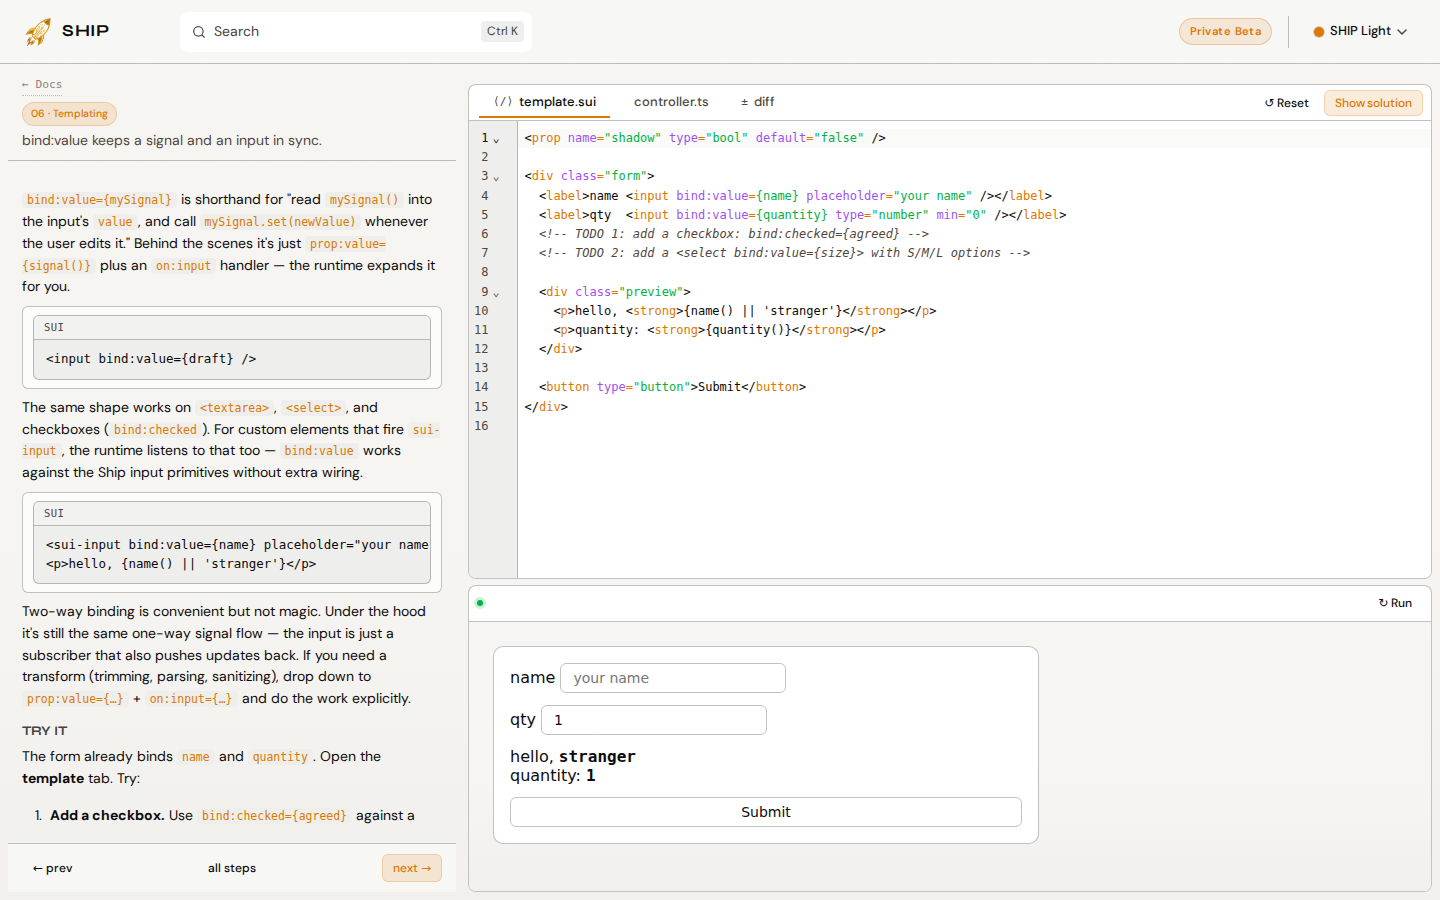 SHIP
Search
Ctrl K
Private Beta
SHIP Light
← Docs
06 · Templating
bind:value keeps a signal and an input in sync.
bind:value={mySignal} is shorthand for "read mySignal() into
the input's value, and call mySignal.set(newValue) whenever
the user edits it." Behind the scenes it's just prop:value=
{signal()} plus an on:input handler — the runtime expands it
for you.
SUI
<input bind:value={draft} />
The same shape works on <textarea>, <select>, and
checkboxes ( bind:checked ). For custom elements that fire sui-
input, the runtime listens to that too — bind:value works
against the Ship input primitives without extra wiring.
SUI
<sui-input bind:value={name} placeholder="your name
<p>hello, {name() || 'stranger'}</p>
Two-way binding is convenient but not magic. Under the hood
it's still the same one-way signal flow — the input is just a
subscriber that also pushes updates back. If you need a
transform (trimming, parsing, sanitizing), drop down to
prop:value={…} + on:input={…} and do the work explicitly.
TRY IT
The form already binds name and quantity. Open the
template tab. Try:
1. Add a checkbox. Use bind:checked={agreed} against a
← prev
all steps
next →
⟨/⟩ template.sui
controller.ts
± diff
↺ Reset
Show solution
1 <prop name="shadow" type="bool" default="false" />
2
3 <div class="form">
4 <label>name <input bind:value={name} placeholder="your name" /></label>
5 <label>qty  <input bind:value={quantity} type="number" min="0" /></label>
6 <!-- TODO 1: add a checkbox: bind:checked={agreed} -->
7 <!-- TODO 2: add a <select bind:value={size}> with S/M/L options -->
8
9 <div class="preview">
10 <p>hello, <strong>{name() || 'stranger'}</strong></p>
11 <p>quantity: <strong>{quantity()}</strong></p>
12 </div>
13
14 <button type="button">Submit</button>
15 </div>
16
↻ Run
name your name
qty 1
hello, stranger
quantity: 1
Submit